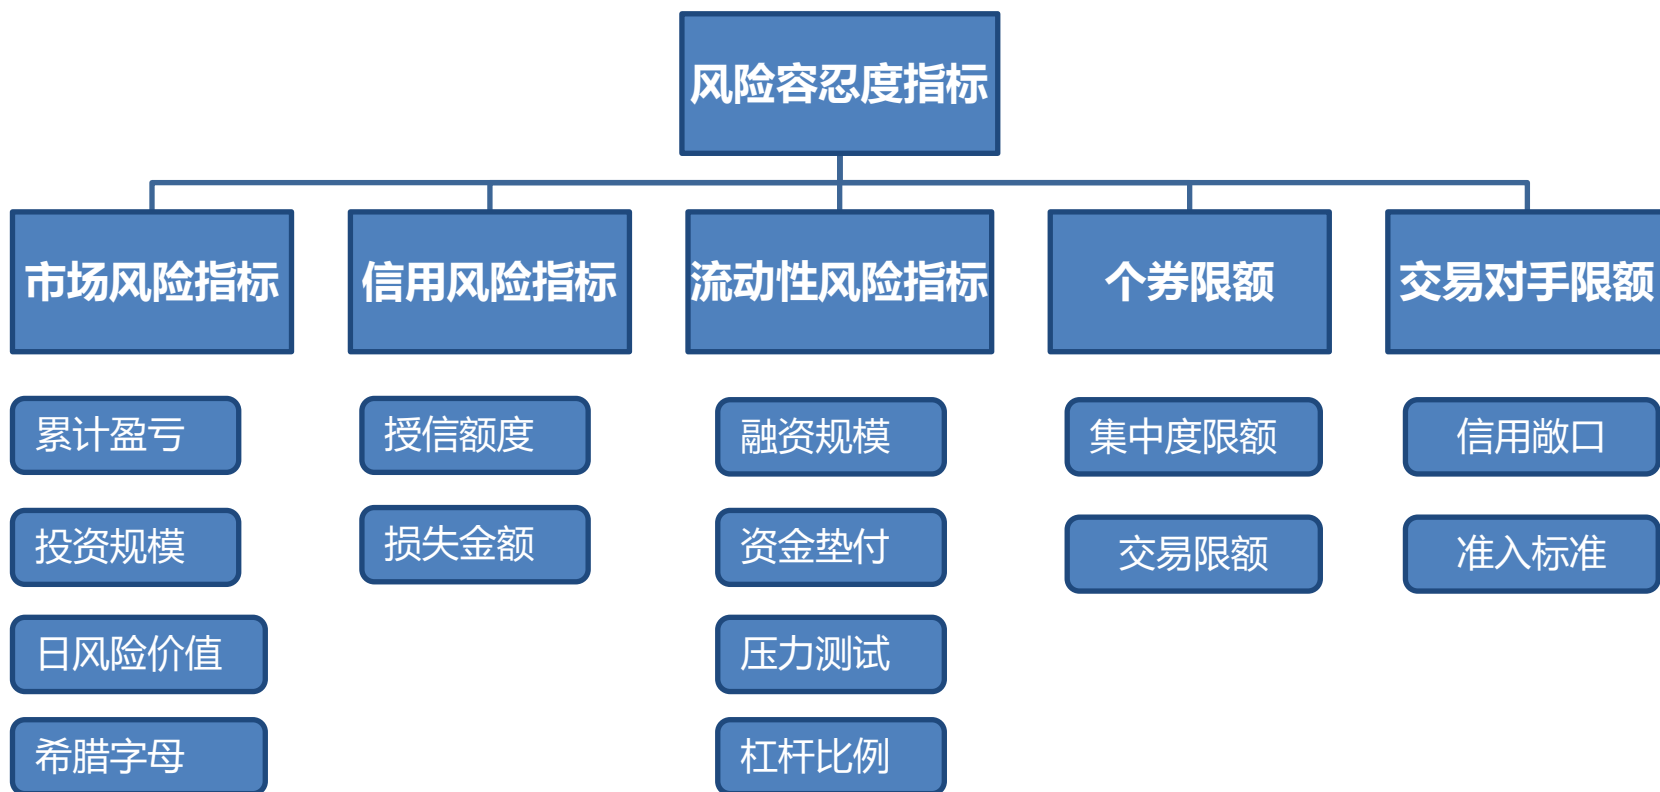 风险容忍度指标
市场风险指标
信用风险指标
流动性风险指标
个券限额
交易对手限额
累计盈亏
授信额度
融资规模
集中度限额
信用敞口
投资规模
损失金额
资金垫付
交易限额
准入标准
日风险价值
压力测试
希腊字母
杠杆比例